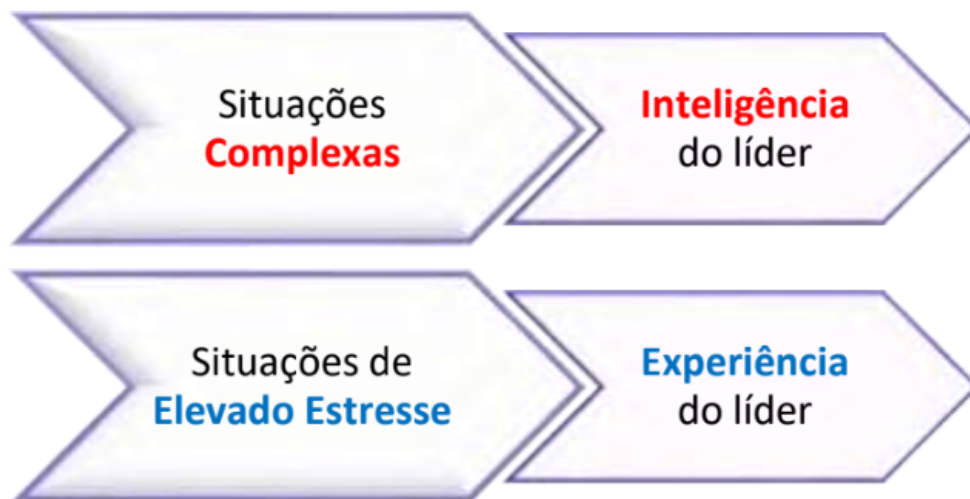 Situações
Complexas
Inteligência
do líder
Situações de
Elevado Estresse
Experiência
do líder